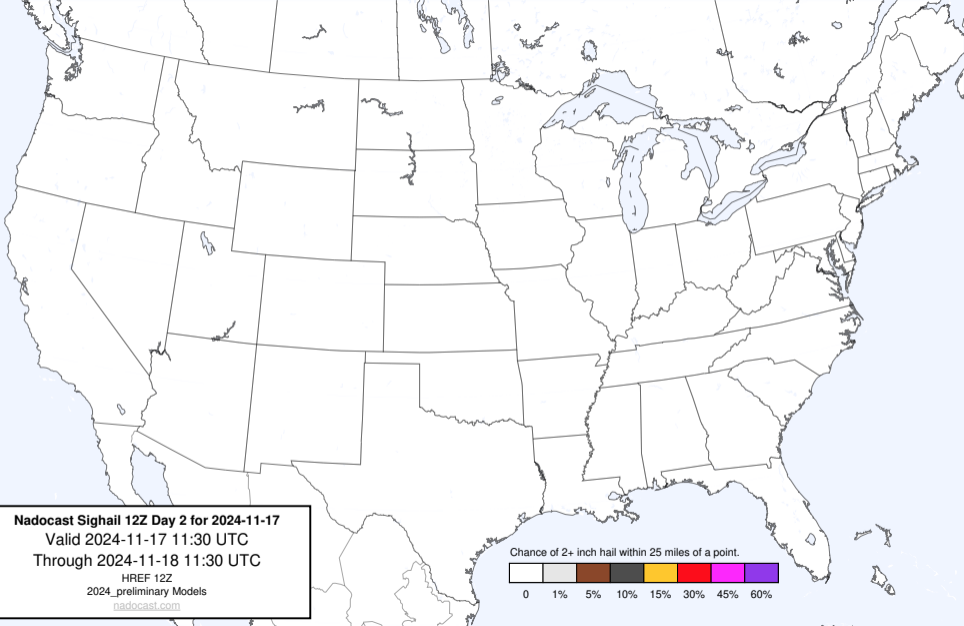 Nadocast Sighail 12Z Day 2 for 2024-11-17
Valid 2024-11-17 11:30 UTC
Through 2024-11-18 11:30 UTC
HREF 12Z
2024_preliminary Models
nadocast.com
Chance of 2+ inch hail within 25 miles of a point.
0 1% 5% 10% 15% 30% 45% 60%